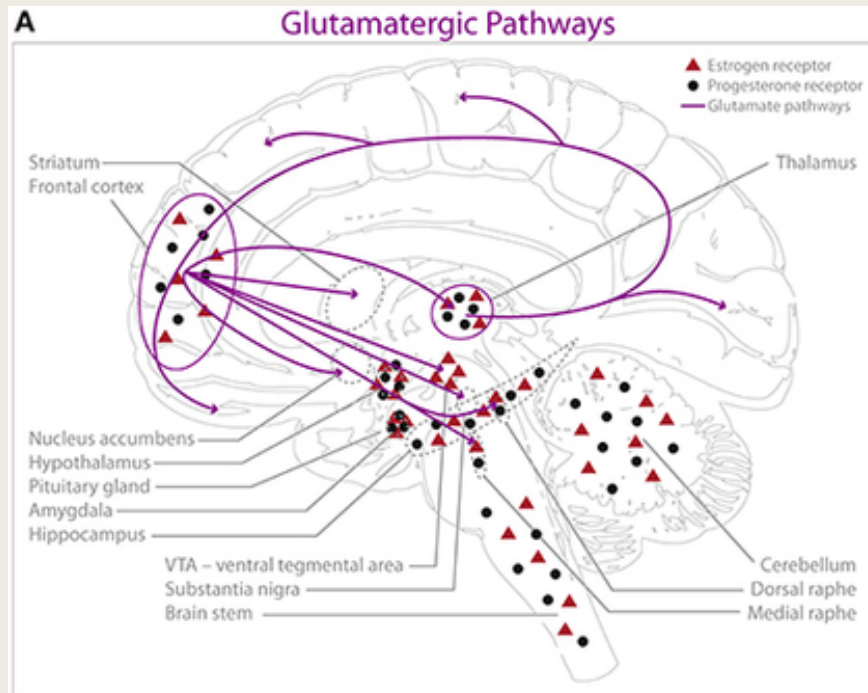 A
Glutamatergic Pathways
Estrogen receptor
Progesterone receptor
Glutamate pathways
Striatum
Frontal cortex
Thalamus
Nucleus accumbens
Hypothalamus
Pituitary gland
Amygdala
Hippocampus
VTA – ventral tegmental area
Substantia nigra
Brain stem
Cerebellum
Dorsal raphe
Medial raphe